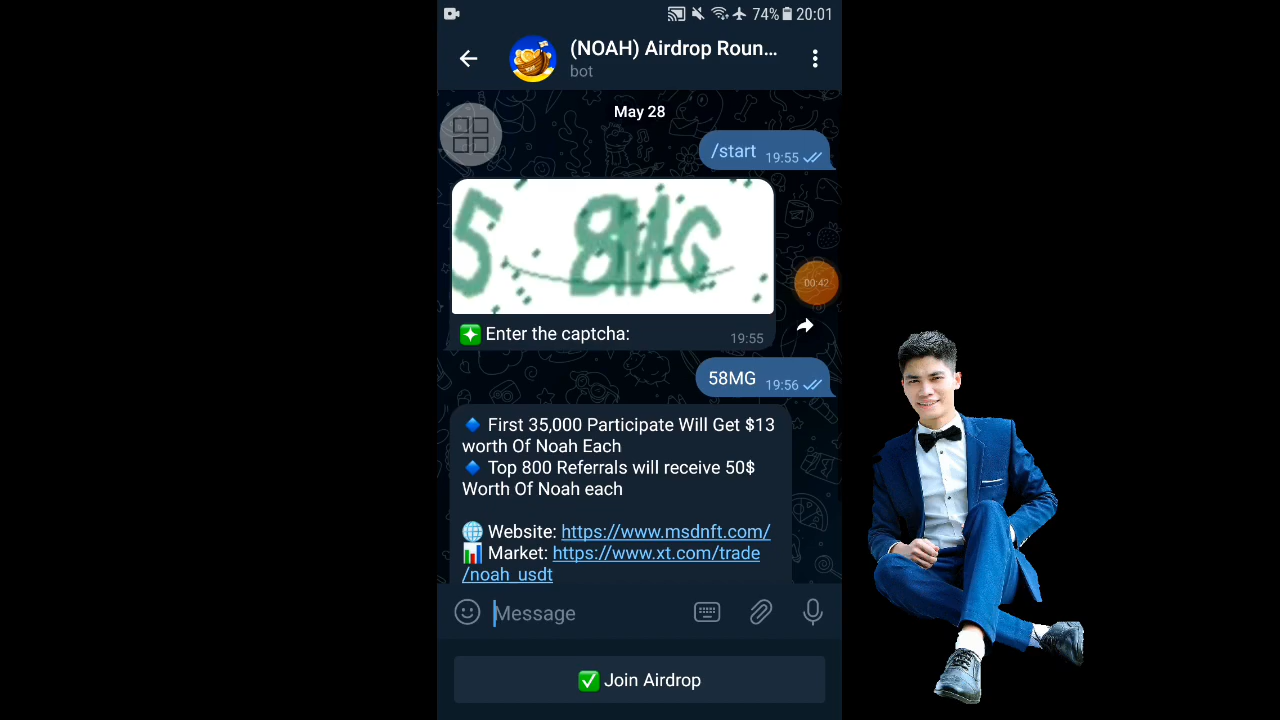 74% 20:01
(NOAH) Airdrop Roun...
bot
May 28
/start 19:55
5 8MG
00:42
Enter the captcha: 19:55
58MG 19:56
First 35,000 Participate Will Get $13
worth Of Noah Each
Top 800 Referrals will receive 50$
Worth Of Noah each
Website: https://www.msdnft.com/
Market: https://www.xt.com/trade
/noah_usdt
Message
Join Airdrop